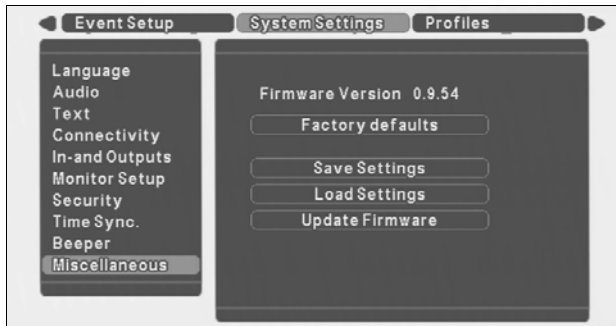 Event Setup System Settings Profiles
Language
Audio
Text
Connectivity
In-and Outputs
Monitor Setup
Security
Time Sync.
Beeper
Miscellaneous
Firmware Version 0.9.54
Factory defaults
Save Settings
Load Settings
Update Firmware